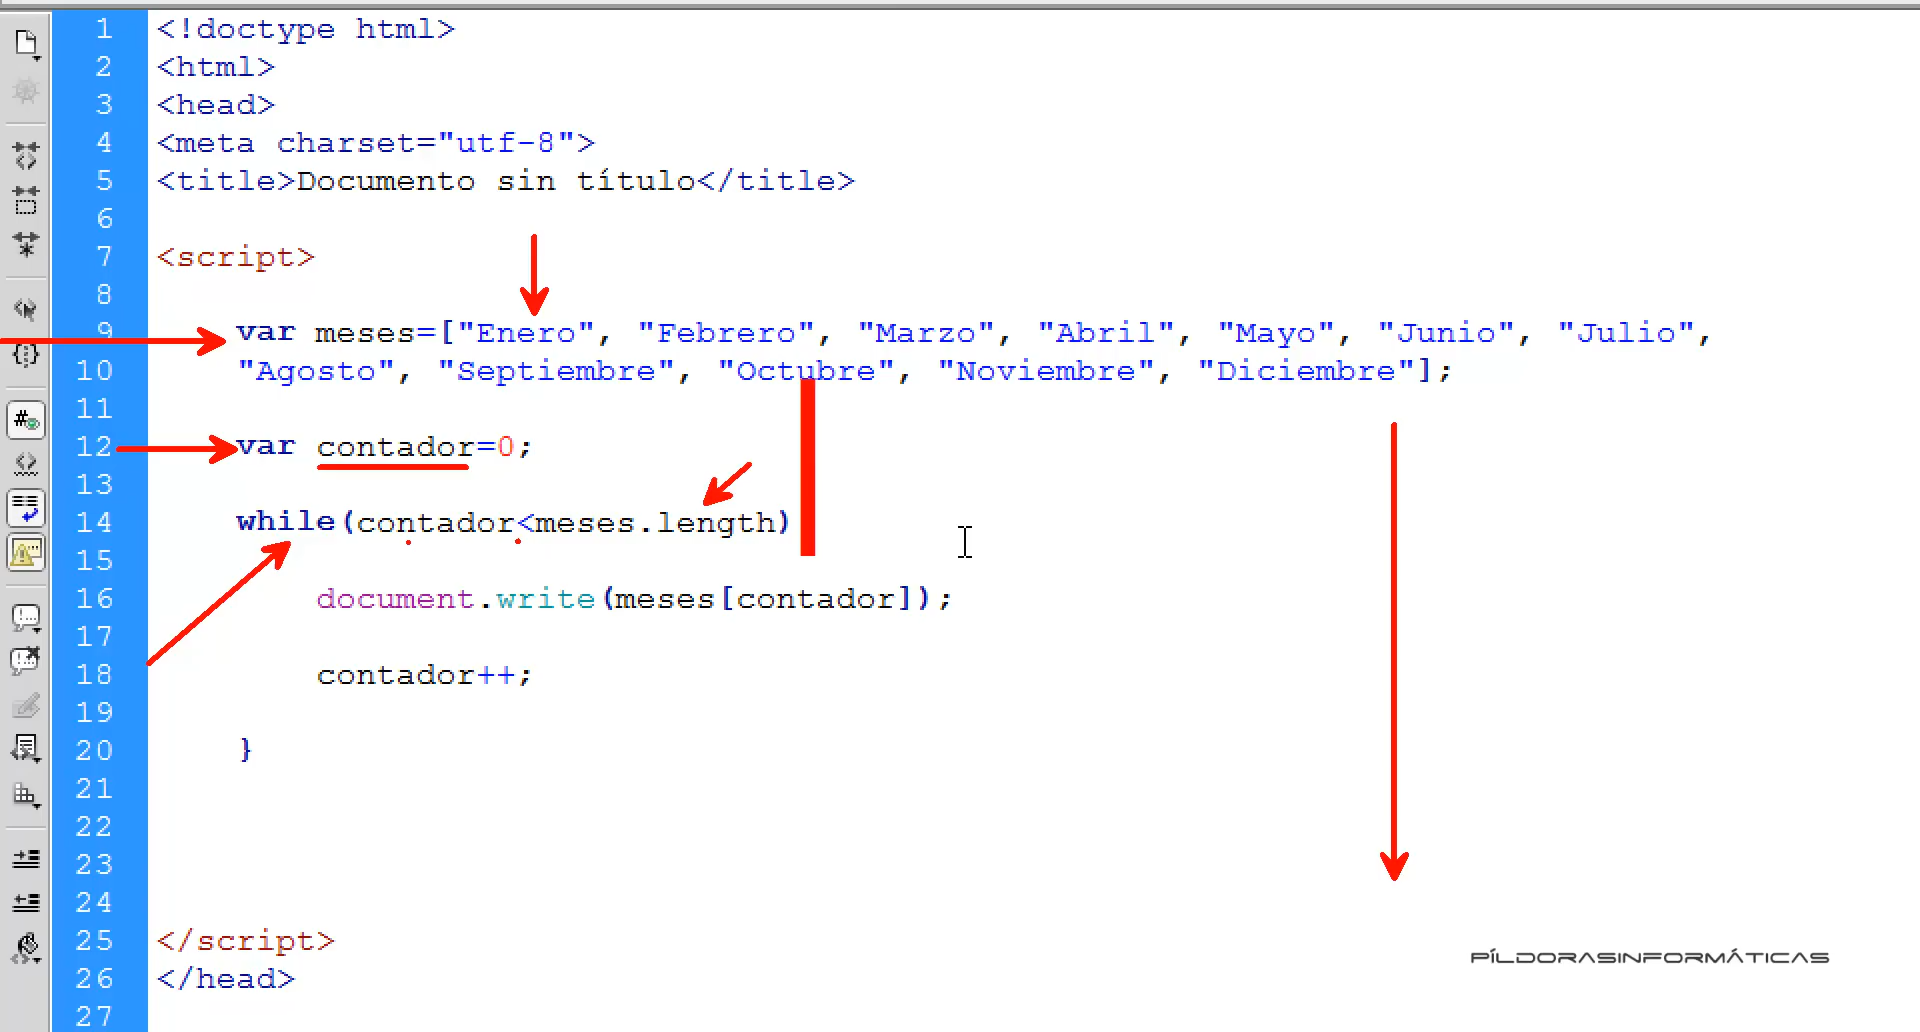 1 <!doctype html>
2 <html>
3 <head>
4 <meta charset="utf-8">
5 <title>Documento sin título</title>
6
7 <script>
8
9 var meses=["Enero", "Febrero", "Marzo", "Abril", "Mayo", "Junio", "Julio",
10 "Agosto", "Septiembre", "Octubre", "Noviembre", "Diciembre"];
11
12 var contador=0;
13
14 while(contador<meses.length)
15
16 document.write(meses[contador]);
17
18 contador++;
19
20 }
21
22
23
24
25 </script>
26 </head>
27
PÍLDORASINFORMÁTICAS